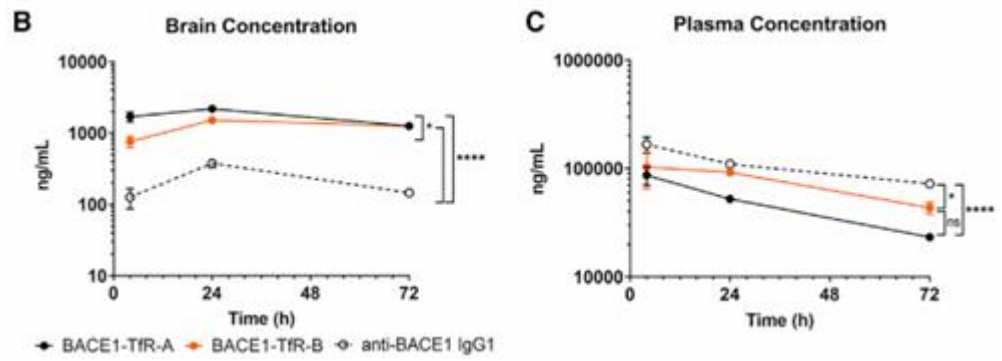 B
Brain Concentration
10000
1000
100
10
ng/mL
0
24
48
72
Time (h)
*
****
C
Plasma Concentration
1000000
100000
10000
ng/mL
0
24
48
72
Time (h)
*
ns
****
BACE1-TfR-A BACE1-TfR-B anti-BACE1 IgG1